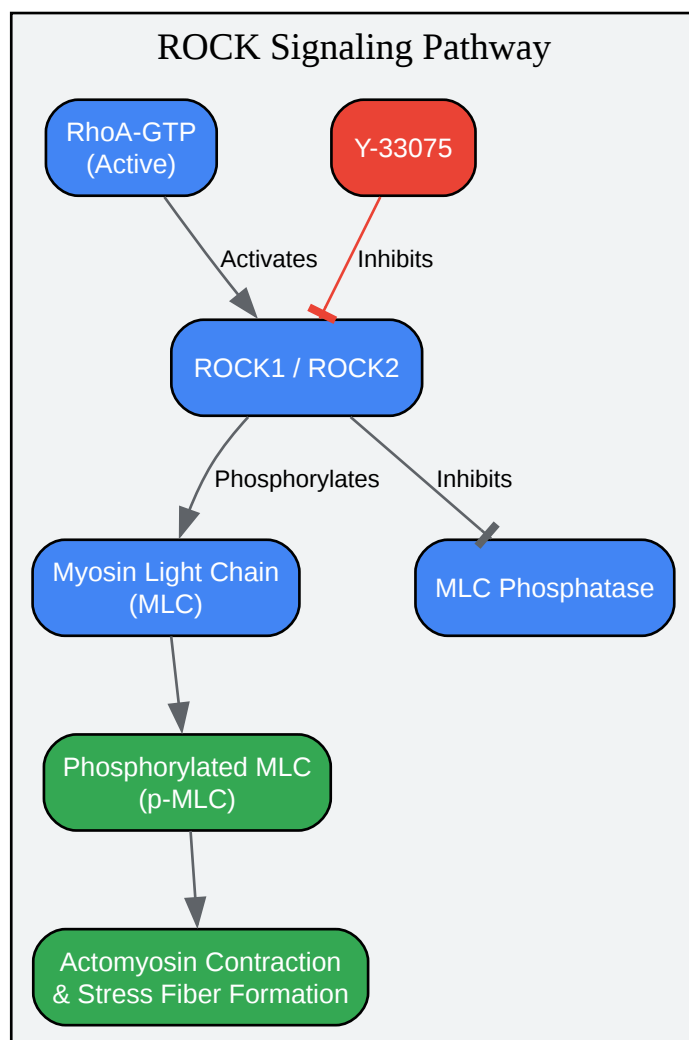 ROCK Signaling Pathway
RhoA-GTP
(Active)
Y-33075
Activates
Inhibits
ROCK1 / ROCK2
Phosphorylates
Inhibits
Myosin Light Chain
(MLC)
MLC Phosphatase
Phosphorylated MLC
(p-MLC)
Actomyosin Contraction
& Stress Fiber Formation